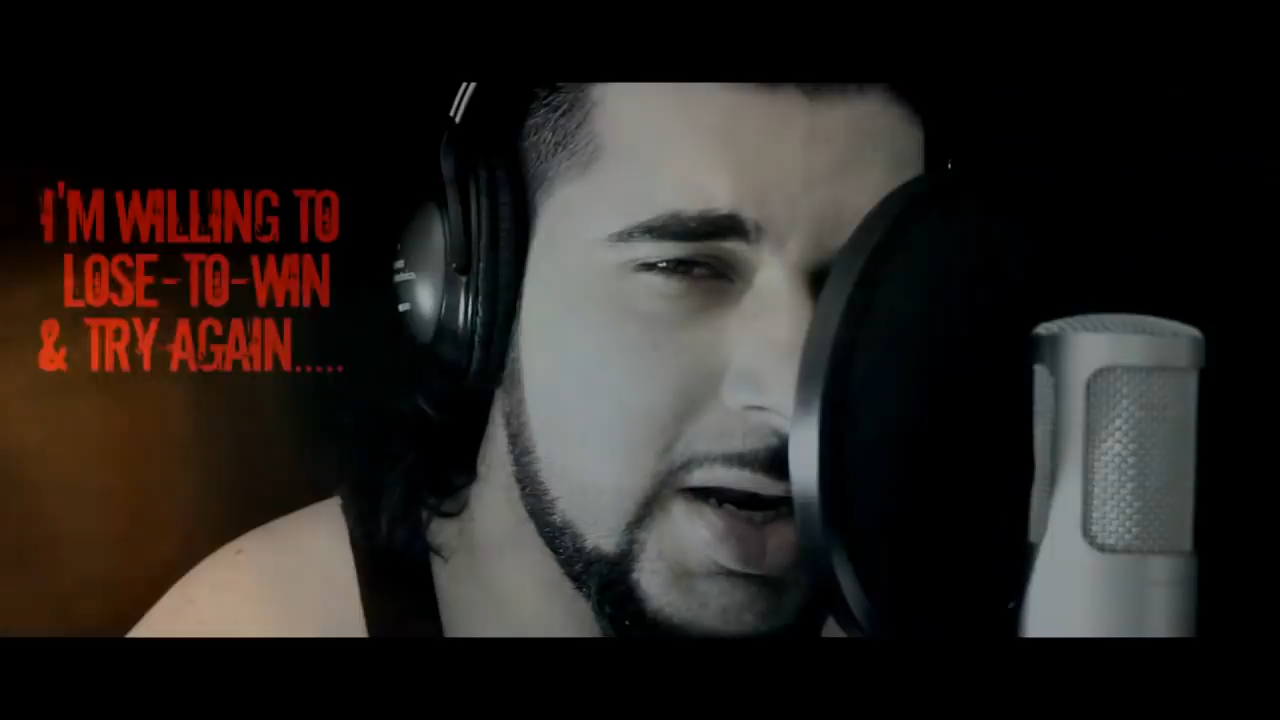 I'M WILLING TO
LOSE-TO-WIN
& TRY AGAIN.....